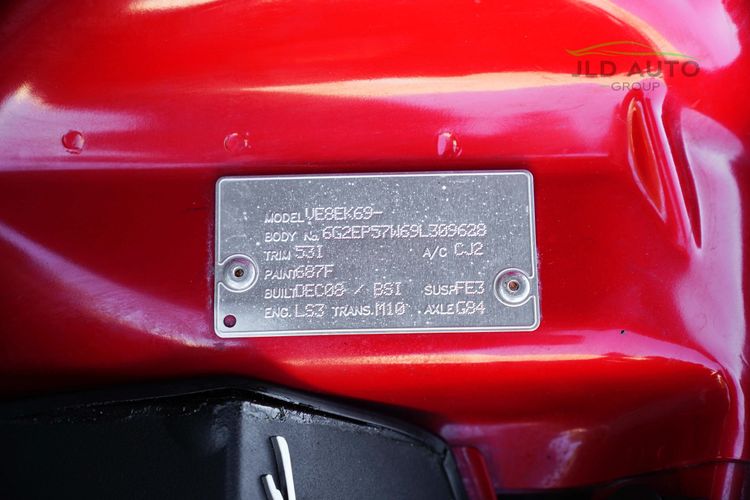 JLD AUTO
GROUP
MODEL VE8EK69-
BODY No. 6G2EP57W69L309628
TRIM 53I A/C CJ2
PAINT 687F
BUILT DEC08 / BSI SUSP FE3
ENG. LS3 TRANS. M10 AXLE G84